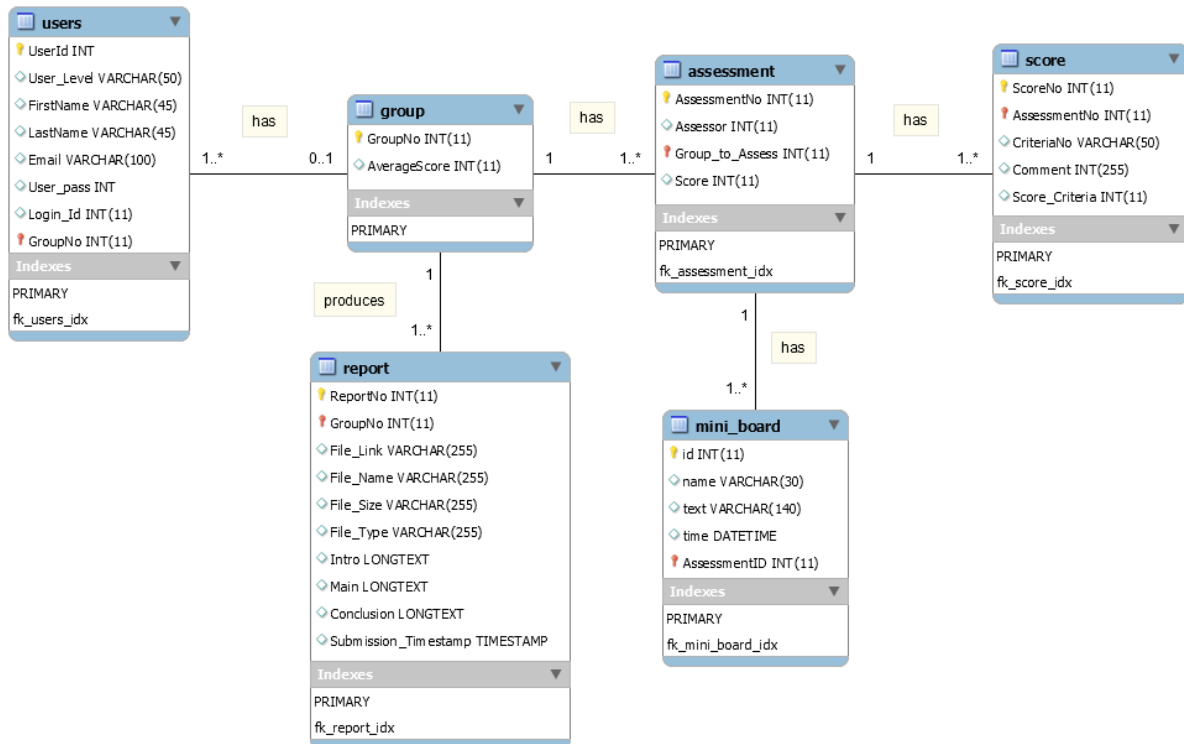 users
UserId INT
User_Level VARCHAR(50)
FirstName VARCHAR(45)
LastName VARCHAR(45)
Email VARCHAR(100)
User_pass INT
Login_Id INT(11)
GroupNo INT(11)
Indexes
PRIMARY
fk_users_idx
has
1..*
0..1
group
GroupNo INT(11)
AverageScore INT(11)
Indexes
PRIMARY
has
1
1..*
assessment
AssessmentNo INT(11)
Assessor INT(11)
Group_to_Assess INT(11)
Score INT(11)
Indexes
PRIMARY
fk_assessment_idx
has
1
1..*
score
ScoreNo INT(11)
AssessmentNo INT(11)
CriteriaNo VARCHAR(50)
Comment INT(255)
Score_Criteria INT(11)
Indexes
PRIMARY
fk_score_idx
1
produces
1..*
report
ReportNo INT(11)
GroupNo INT(11)
File_Link VARCHAR(255)
File_Name VARCHAR(255)
File_Size VARCHAR(255)
File_Type VARCHAR(255)
Intro LONGTEXT
Main LONGTEXT
Conclusion LONGTEXT
Submission_Timestamp TIMESTAMP
Indexes
PRIMARY
fk_report_idx
1
has
1..*
mini_board
id INT(11)
name VARCHAR(30)
text VARCHAR(140)
time DATETIME
AssessmentID INT(11)
Indexes
PRIMARY
fk_mini_board_idx